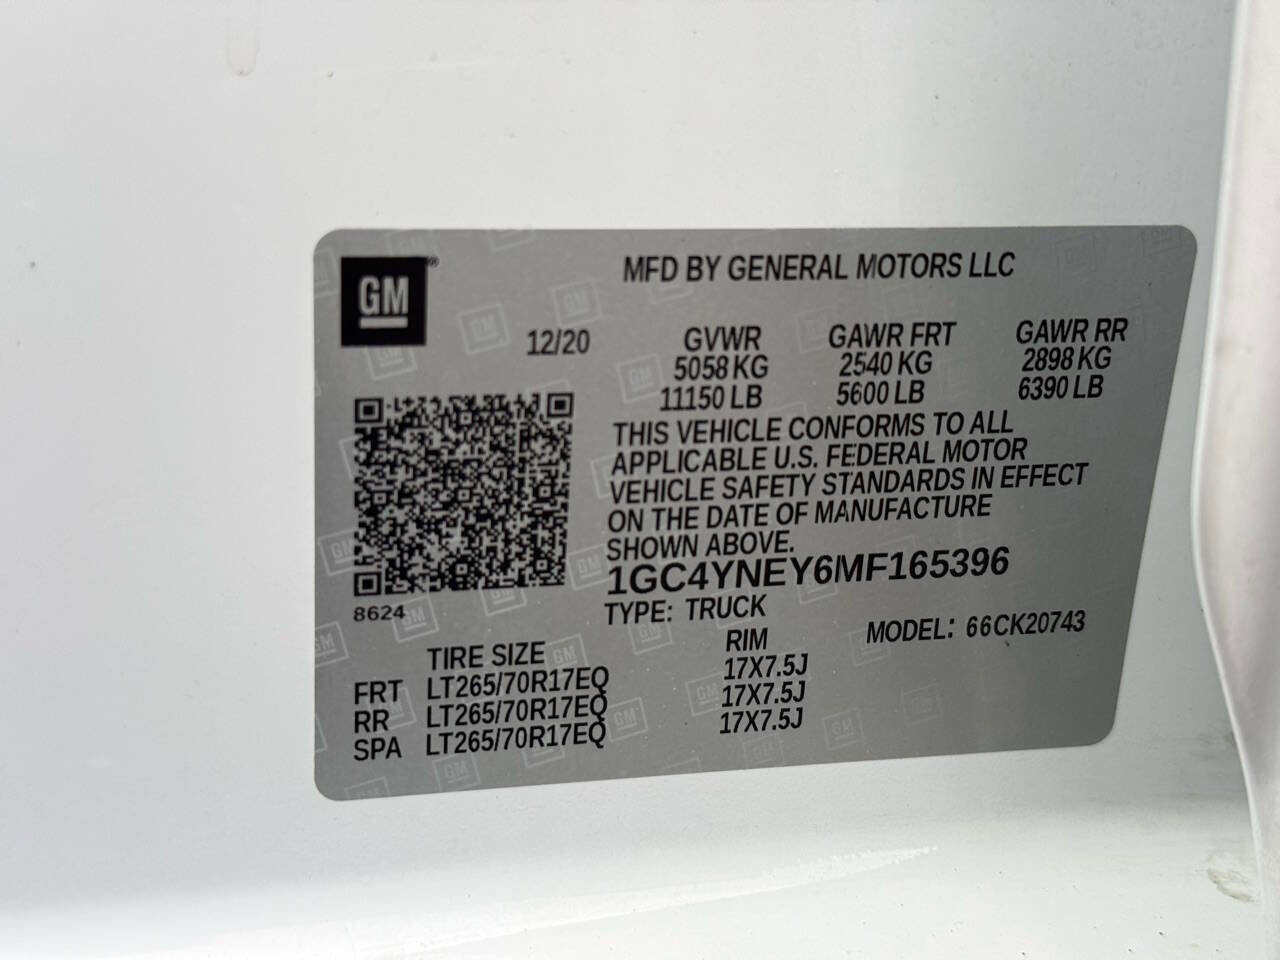 GM
MFD BY GENERAL MOTORS LLC
12/20
GVWR GAWR FRT GAWR RR
5058 KG 2540 KG 2898 KG
11150 LB 5600 LB 6390 LB
THIS VEHICLE CONFORMS TO ALL
APPLICABLE U.S. FEDERAL MOTOR
VEHICLE SAFETY STANDARDS IN EFFECT
ON THE DATE OF MANUFACTURE
SHOWN ABOVE.
1GC4YNEY6MF165396
8624
TYPE: TRUCK
MODEL: 66CK20743
TIRE SIZE RIM
FRT LT265/70R17EQ 17X7.5J
RR LT265/70R17EQ 17X7.5J
SPA LT265/70R17EQ 17X7.5J